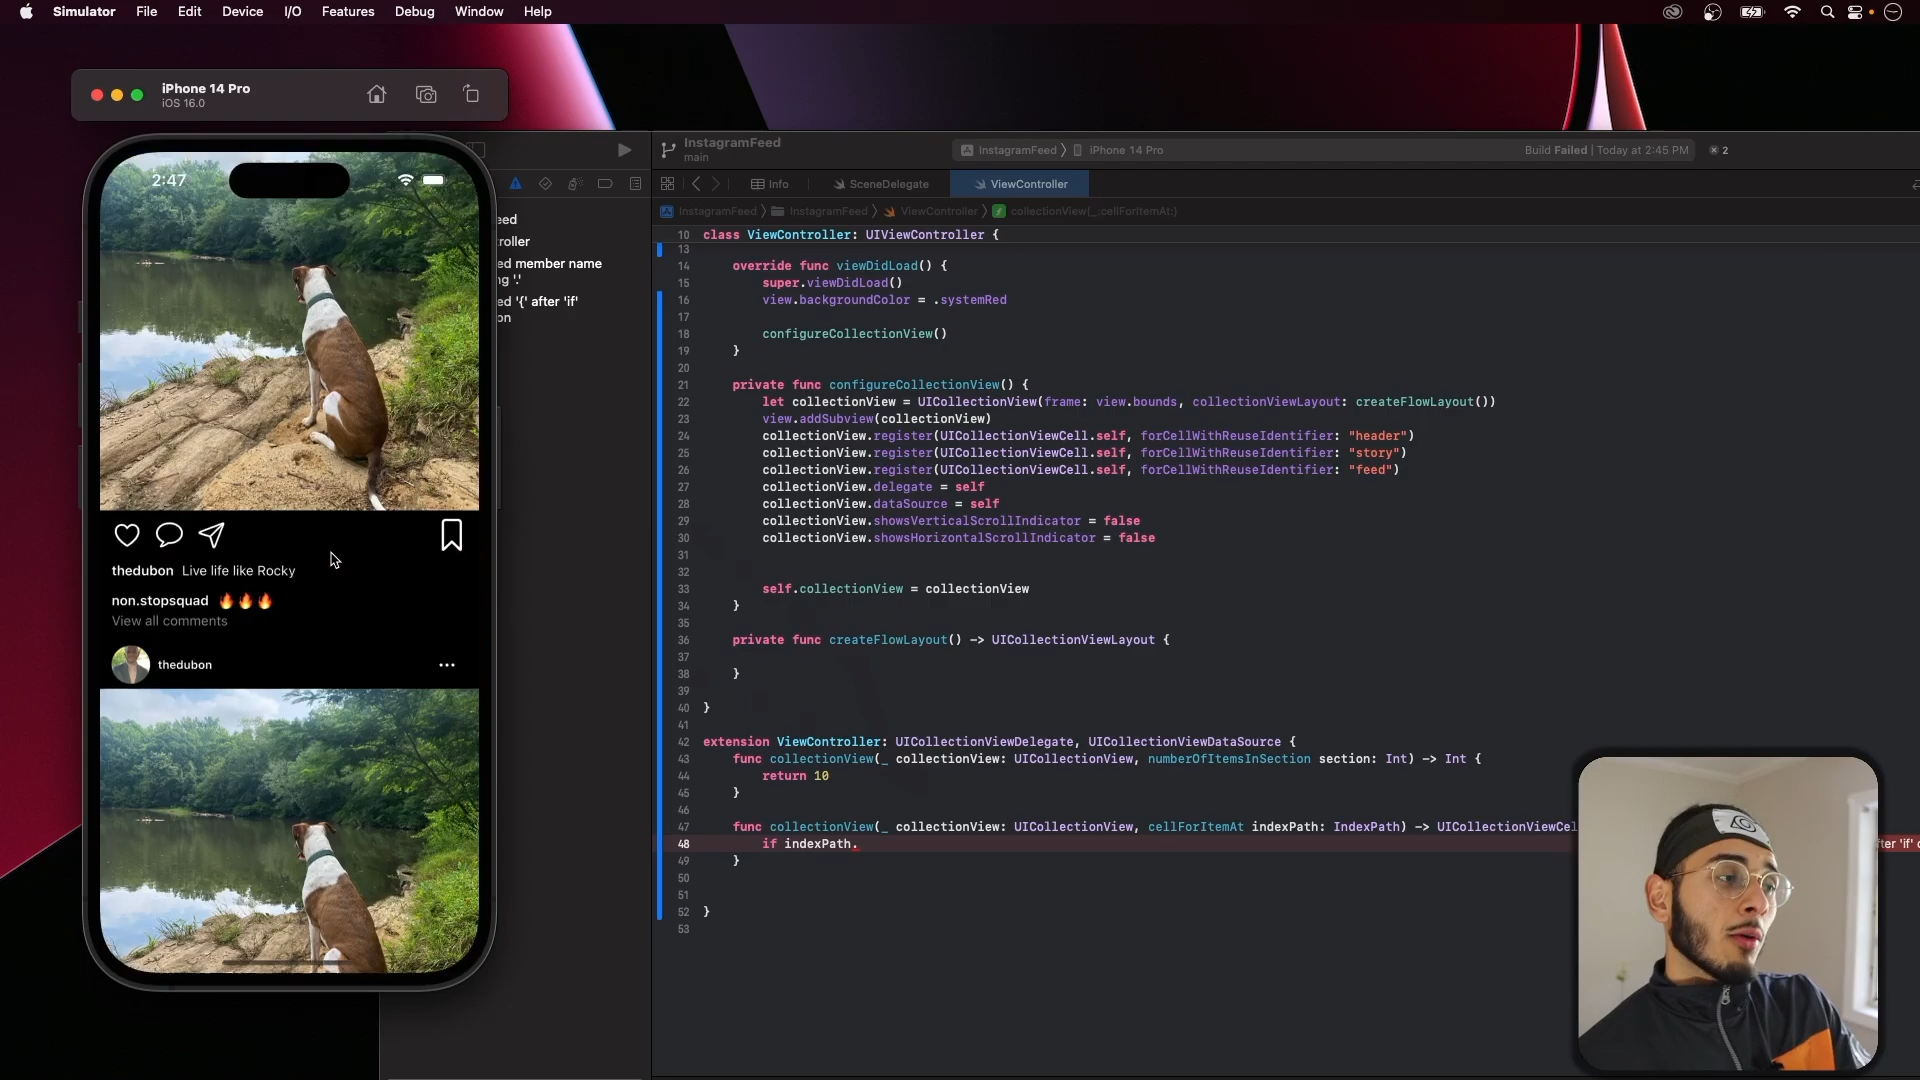 Simulator File Edit Device I/O Features Debug Window Help
iPhone 14 Pro
iOS 16.0
2:47
thedubon Live life like Rocky
non.stopsquad 🔥🔥🔥
View all comments
thedubon
eed
roller
ed member name
ng '.'
ed '{' after 'if'
on
InstagramFeed
main
InstagramFeed 〉 iPhone 14 Pro
Build Failed | Today at 2:45 PM
2
Info
SceneDelegate
ViewController
InstagramFeed 〉 InstagramFeed 〉 ViewController 〉 collectionView(_:cellForItemAt:)
10 class ViewController: UIViewController {
13
14 override func viewDidLoad() {
15 super.viewDidLoad()
16 view.backgroundColor = .systemRed
17
18 configureCollectionView()
19 }
20
21 private func configureCollectionView() {
22 let collectionView = UICollectionView(frame: view.bounds, collectionViewLayout: createFlowLayout())
23 view.addSubview(collectionView)
24 collectionView.register(UICollectionViewCell.self, forCellWithReuseIdentifier: "header")
25 collectionView.register(UICollectionViewCell.self, forCellWithReuseIdentifier: "story")
26 collectionView.register(UICollectionViewCell.self, forCellWithReuseIdentifier: "feed")
27 collectionView.delegate = self
28 collectionView.dataSource = self
29 collectionView.showsVerticalScrollIndicator = false
30 collectionView.showsHorizontalScrollIndicator = false
31
32
33 self.collectionView = collectionView
34 }
35
36 private func createFlowLayout() -> UICollectionViewLayout {
37
38 }
39
40 }
41
42 extension ViewController: UICollectionViewDelegate, UICollectionViewDataSource {
43 func collectionView(_ collectionView: UICollectionView, numberOfItemsInSection section: Int) -> Int {
44 return 10
45 }
46
47 func collectionView(_ collectionView: UICollectionView, cellForItemAt indexPath: IndexPath) -> UICollectionViewCel
48 if indexPath.
fter 'if' c
49 }
50
51
52 }
53